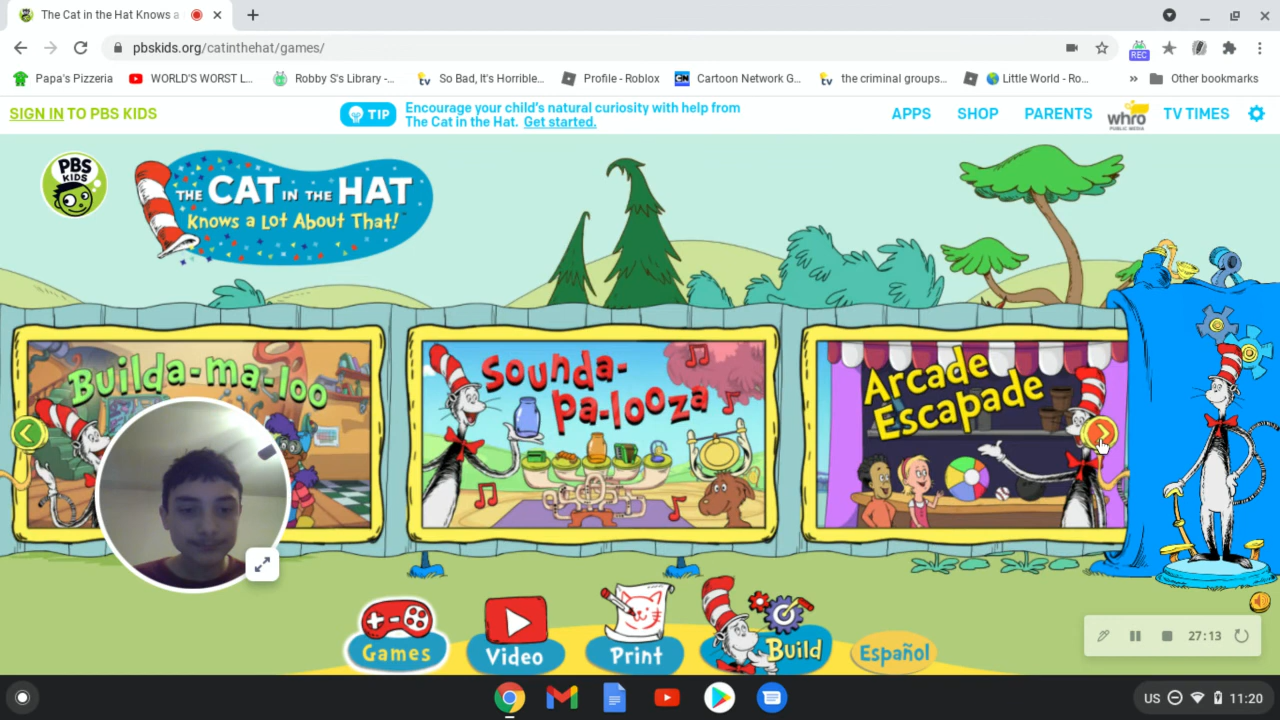 The Cat in the Hat Knows a
pbskids.org/catinthehat/games/
REC
Papa's Pizzeria
WORLD'S WORST L...
Robby S's Library -...
So Bad, It's Horrible...
Profile - Roblox
CN
Cartoon Network G...
the criminal groups...
Little World - Ro...
»
Other bookmarks
SIGN IN TO PBS KIDS
TIP
Encourage your child's natural curiosity with help from
The Cat in the Hat. Get started.
APPS
SHOP
PARENTS
whro
PUBLIC MEDIA
TV TIMES
PBS
KIDS
THE CAT IN THE HAT
Knows a Lot About That!
Builda-ma-loo
Sounda-
pa-looza
Arcade
Escapade
Games
Video
Print
Build
Español
27:13
US
11:20